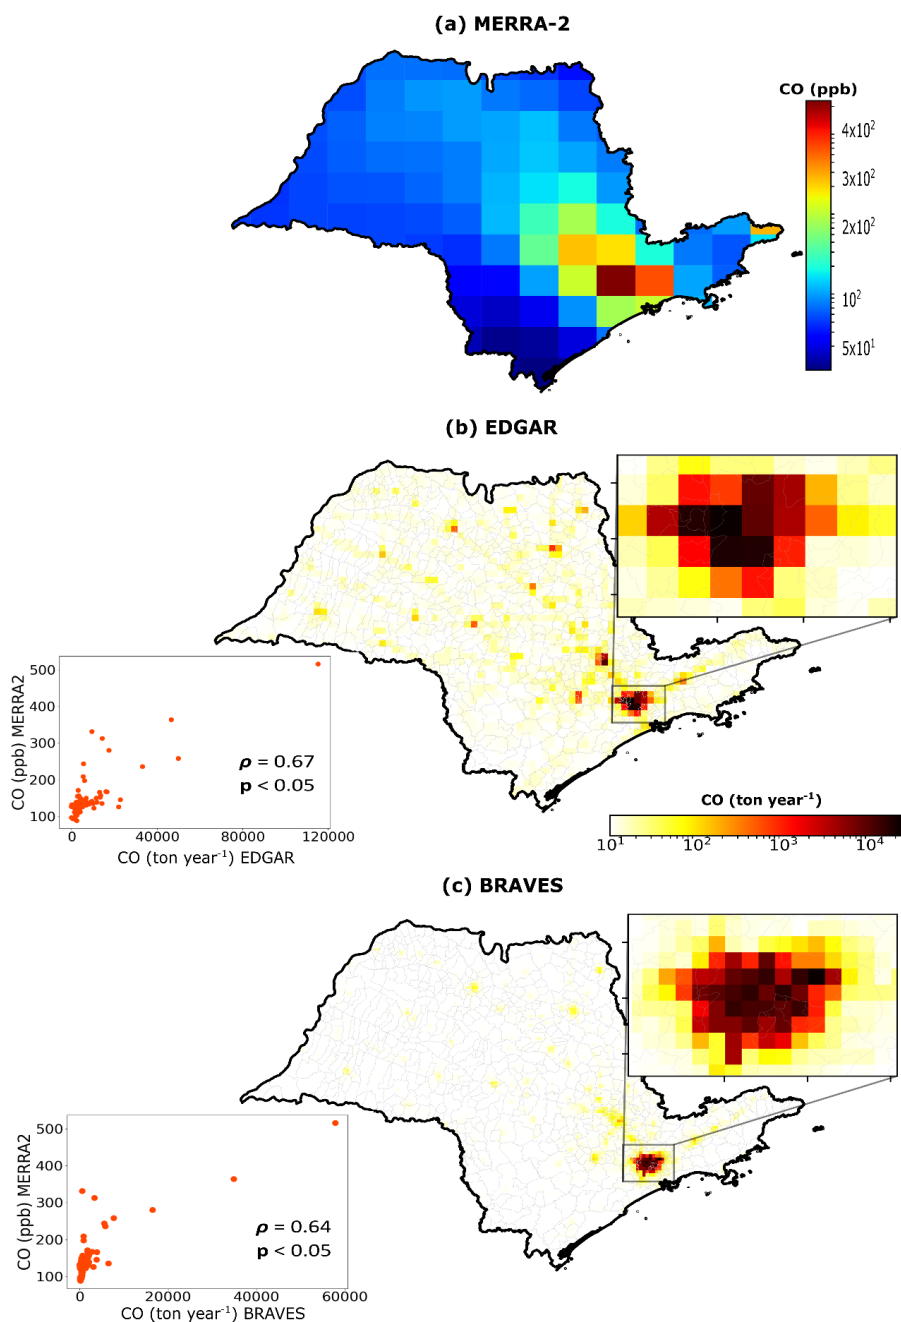 (a) MERRA-2
CO (ppb)
4x10²
3x10²
2x10²
10²
5x10¹
(b) EDGAR
500
400
300
200
100
CO (ppb) MERRA2
ρ = 0.67
p < 0.05
0 40000 80000 120000
CO (ton year⁻¹) EDGAR
CO (ton year⁻¹)
10¹ 10² 10³ 10⁴
(c) BRAVES
500
400
300
200
100
CO (ppb) MERRA2
ρ = 0.64
p < 0.05
0 20000 40000 60000
CO (ton year⁻¹) BRAVES